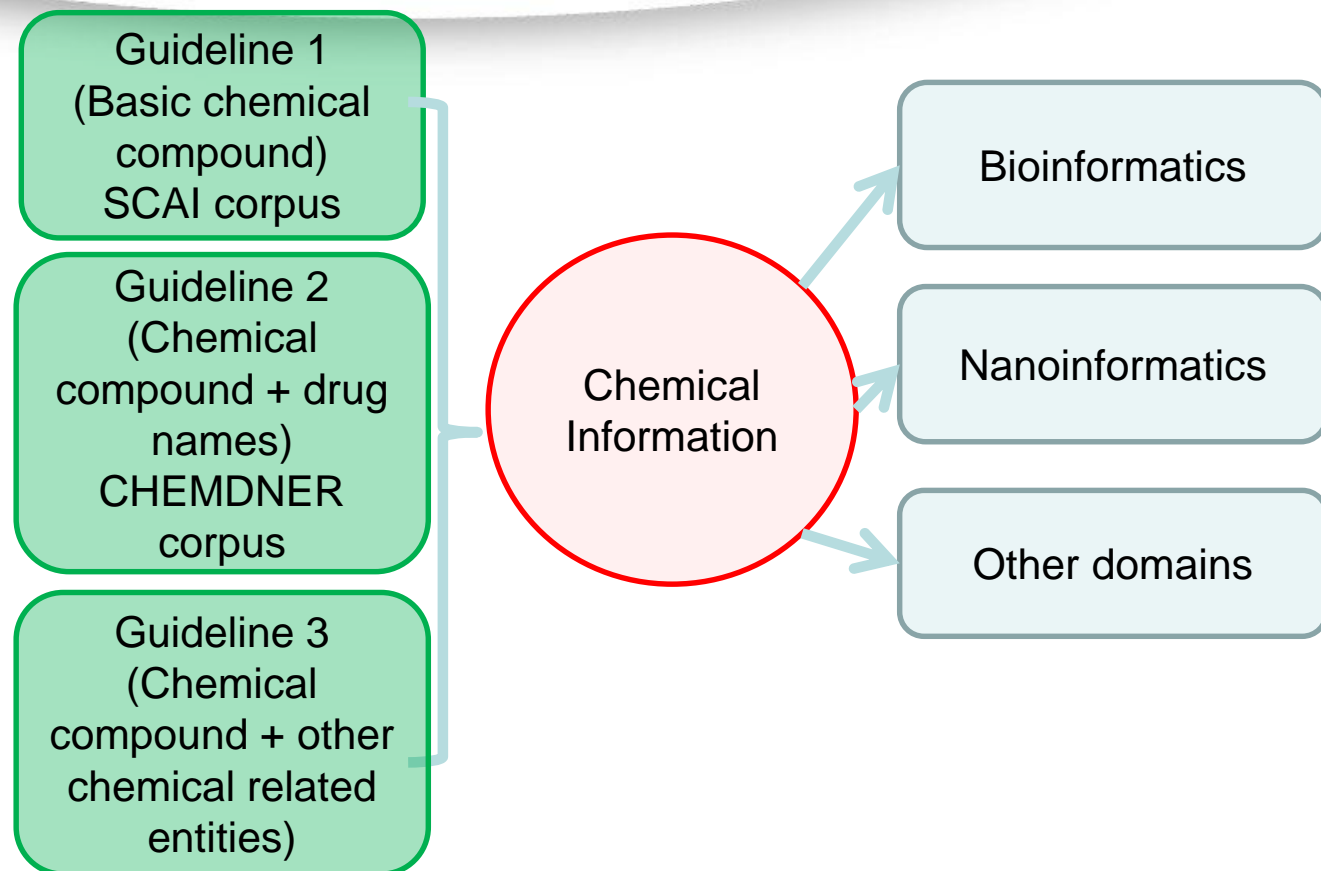 Guideline 1
(Basic chemical
compound)
SCAI corpus
Guideline 2
(Chemical
compound + drug
names)
CHEMDNER
corpus
Guideline 3
(Chemical
compound + other
chemical related
entities)
Chemical
Information
Bioinformatics
Nanoinformatics
Other domains